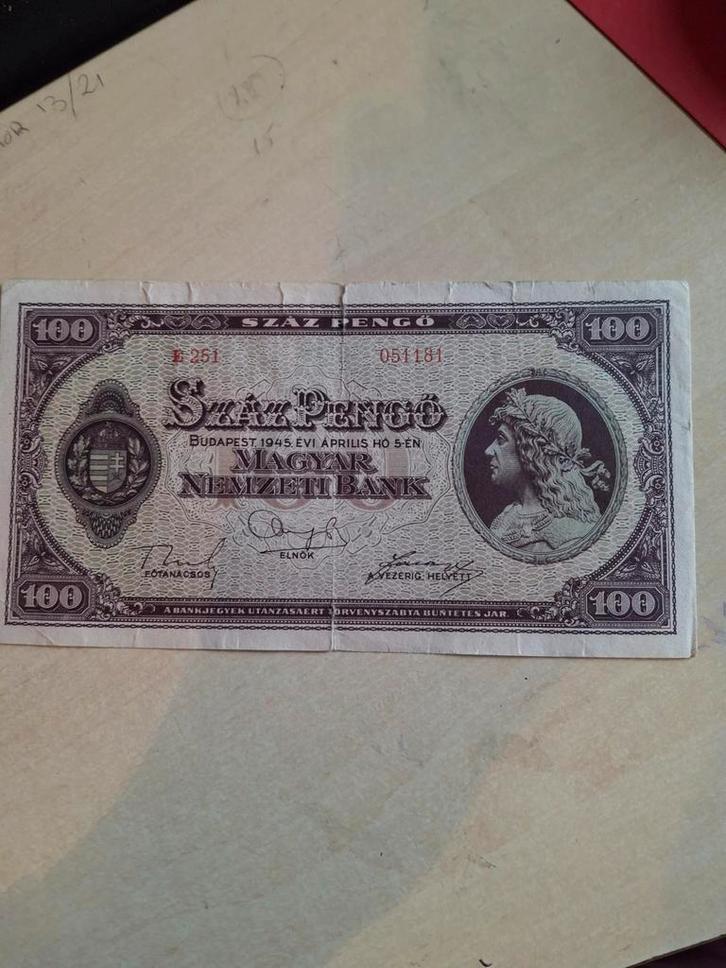 13/21
15
100 SZÁZ PENGŐ 100
E 251 051181
SZÁZ PENGŐ
BUDAPEST, 1945. ÉVI ÁPRILIS HÓ 5-ÉN
MAGYAR
NEMZETI BANK
ELNÖK
FŐTANÁCSOS
A VEZÉRIG. HELYETT
100 100
A BANKJEGYEK UTÁNZÁSÁÉRT TÖRVÉNYSZABTA BÜNTETÉS JÁR.